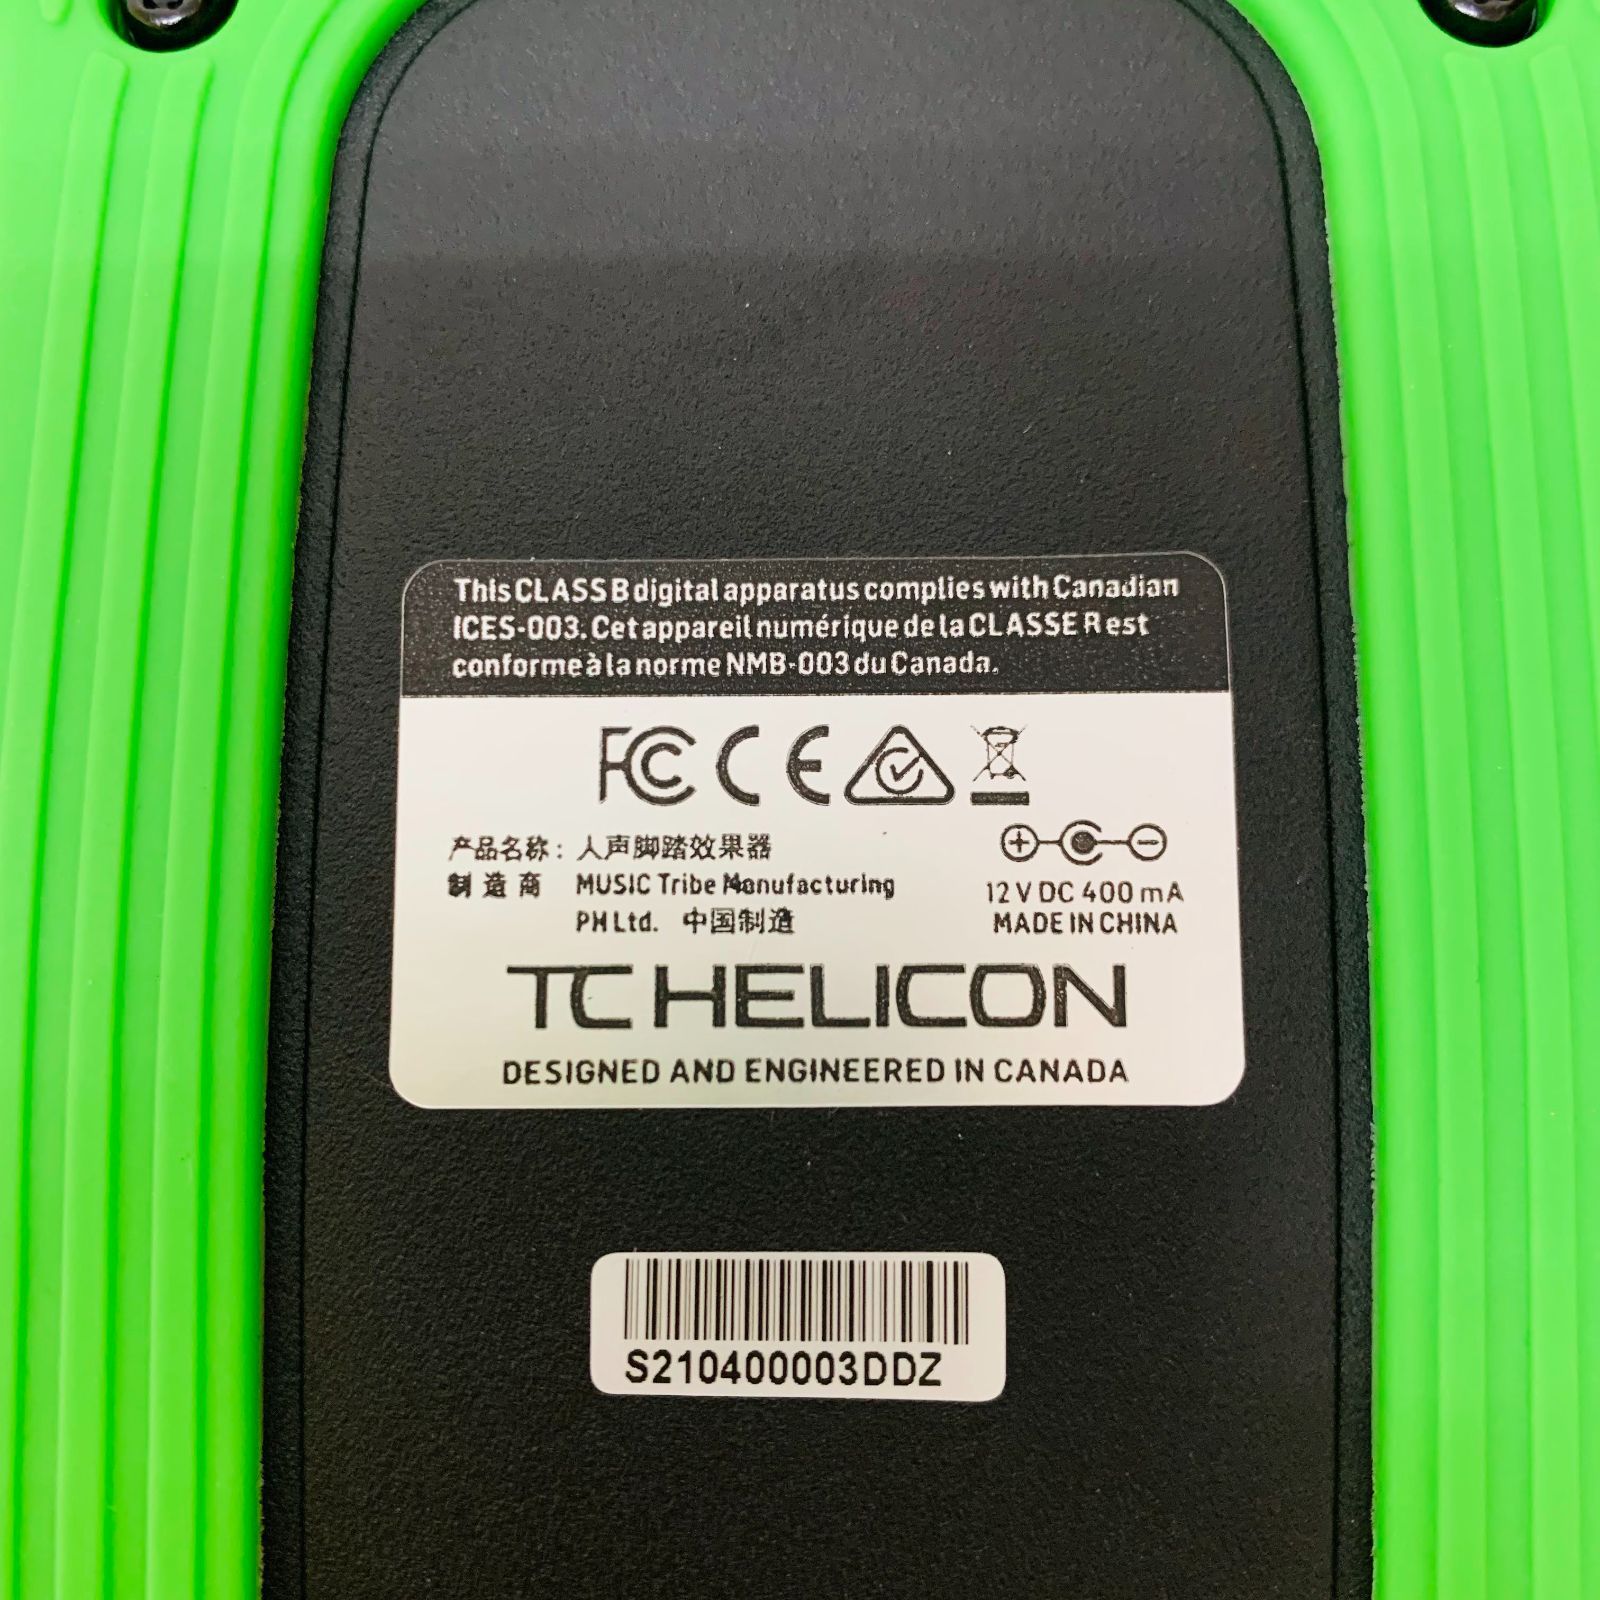 This CLASS B digital apparatus complies with Canadian
ICES-003. Cet appareil numérique de la CLASSE B est
conforme à la norme NMB-003 du Canada.
FC CE
产品名称：人声脚踏效果器
制造商 MUSIC Tribe Manufacturing
PH Ltd. 中国制造
12 V DC 400 mA
MADE IN CHINA
TC HELICON
DESIGNED AND ENGINEERED IN CANADA
S210400003DDZ